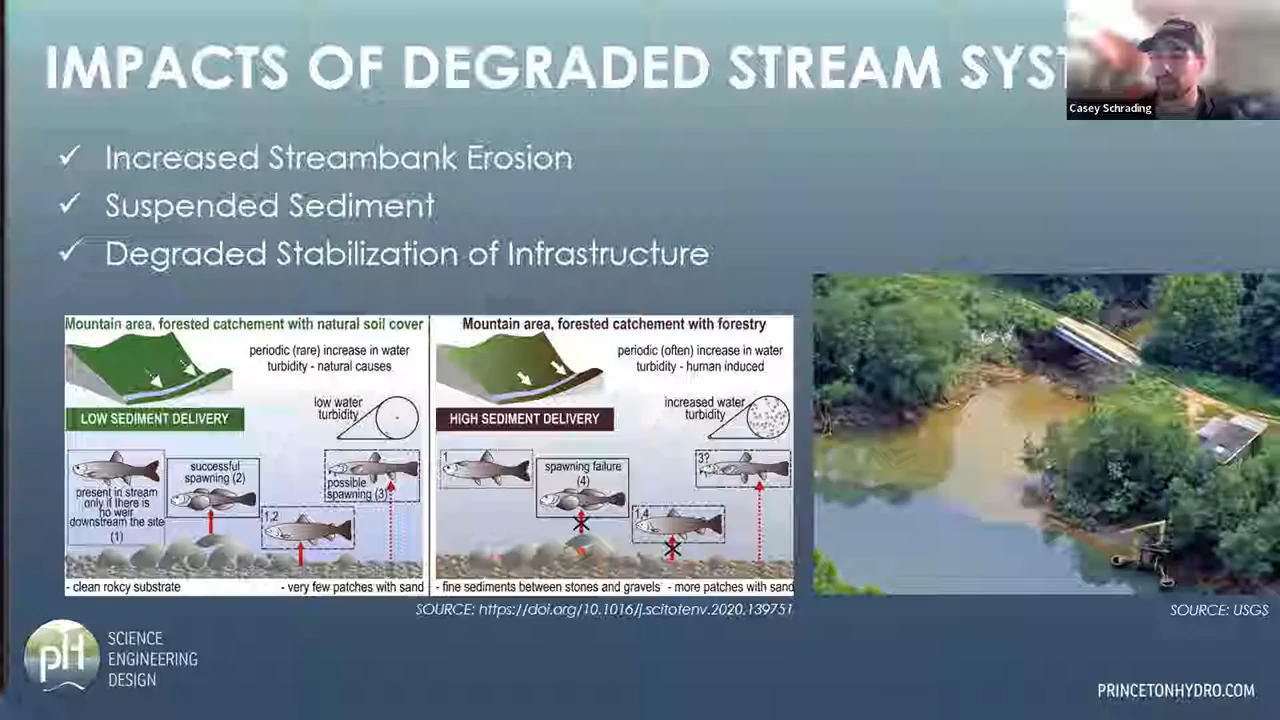 IMPACTS OF DEGRADED STREAM SYST
Casey Schrading
✓ Increased Streambank Erosion
✓ Suspended Sediment
✓ Degraded Stabilization of Infrastructure
Mountain area, forested catchement with natural soil cover
periodic (rare) increase in water
turbidity - natural causes
low water
turbidity
LOW SEDIMENT DELIVERY
present in stream
only if there is
no weir
downstream the site
(1)
successful
spawning (2)
1,2
possible
spawning (3)
- clean rokcy substrate
- very few patches with sand
Mountain area, forested catchement with forestry
periodic (often) increase in water
turbidity - human induced
increased water
turbidity
HIGH SEDIMENT DELIVERY
1
spawning failure
(4)
1,4
3?
- fine sediments between stones and gravels
- more patches with sand
SOURCE: https://doi.org/10.1016/j.scitotenv.2020.139751
SOURCE: USGS
pH
SCIENCE
ENGINEERING
DESIGN
PRINCETONHYDRO.COM